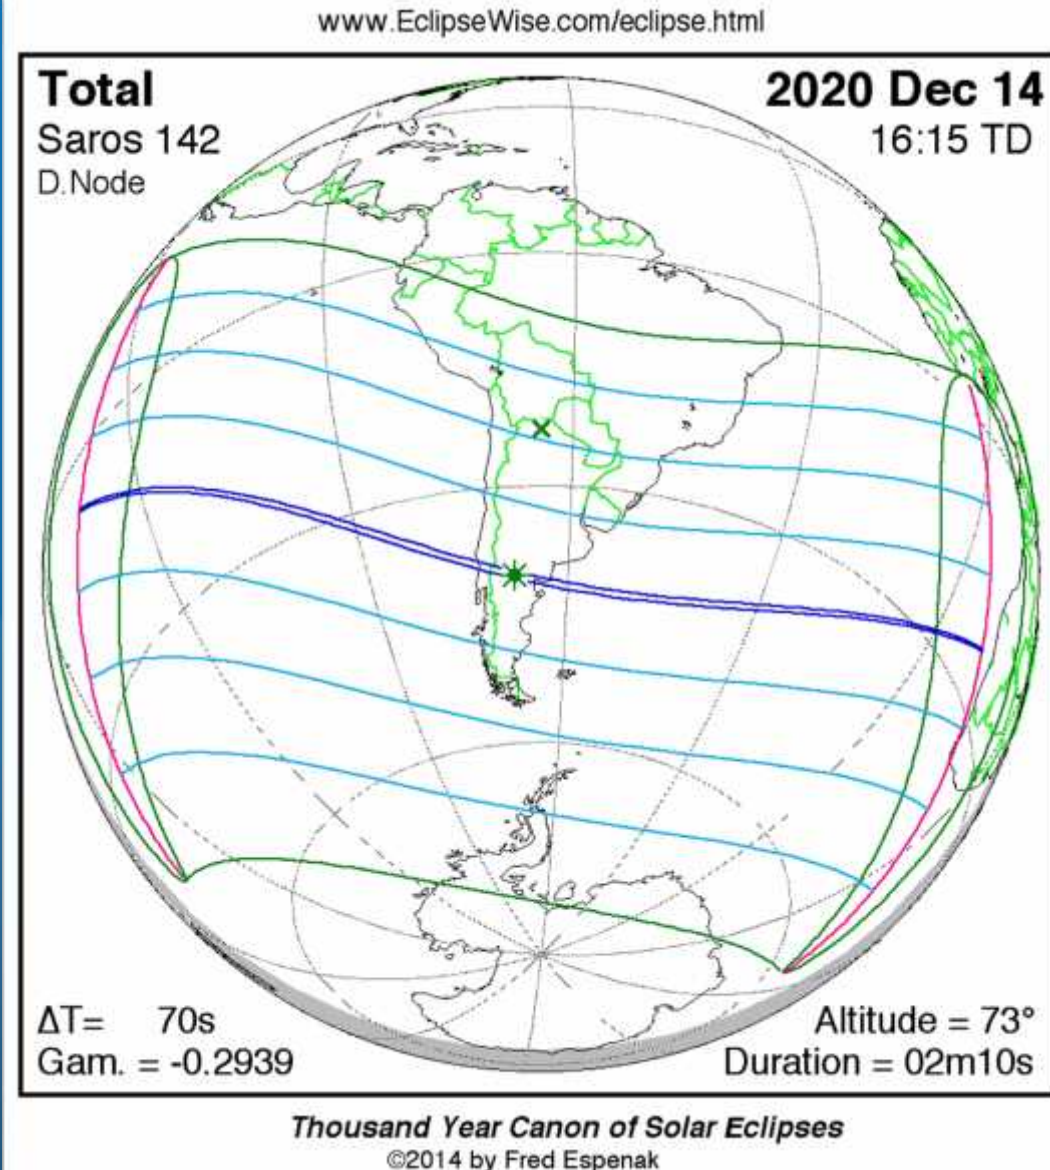 www.EclipseWise.com/eclipse.html
Total
2020 Dec 14
Saros 142
16:15 TD
D.Node
ΔT= 70s
Altitude = 73°
Gam. = -0.2939
Duration = 02m10s
Thousand Year Canon of Solar Eclipses
©2014 by Fred Espenak